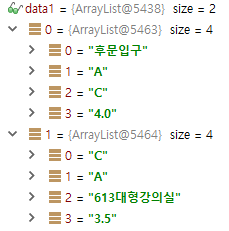 data1 = {ArrayList@5438} size = 2
0 = {ArrayList@5463} size = 4
0 = "후문입구"
1 = "A"
2 = "C"
3 = "4.0"
1 = {ArrayList@5464} size = 4
0 = "C"
1 = "A"
2 = "613대형강의실"
3 = "3.5"